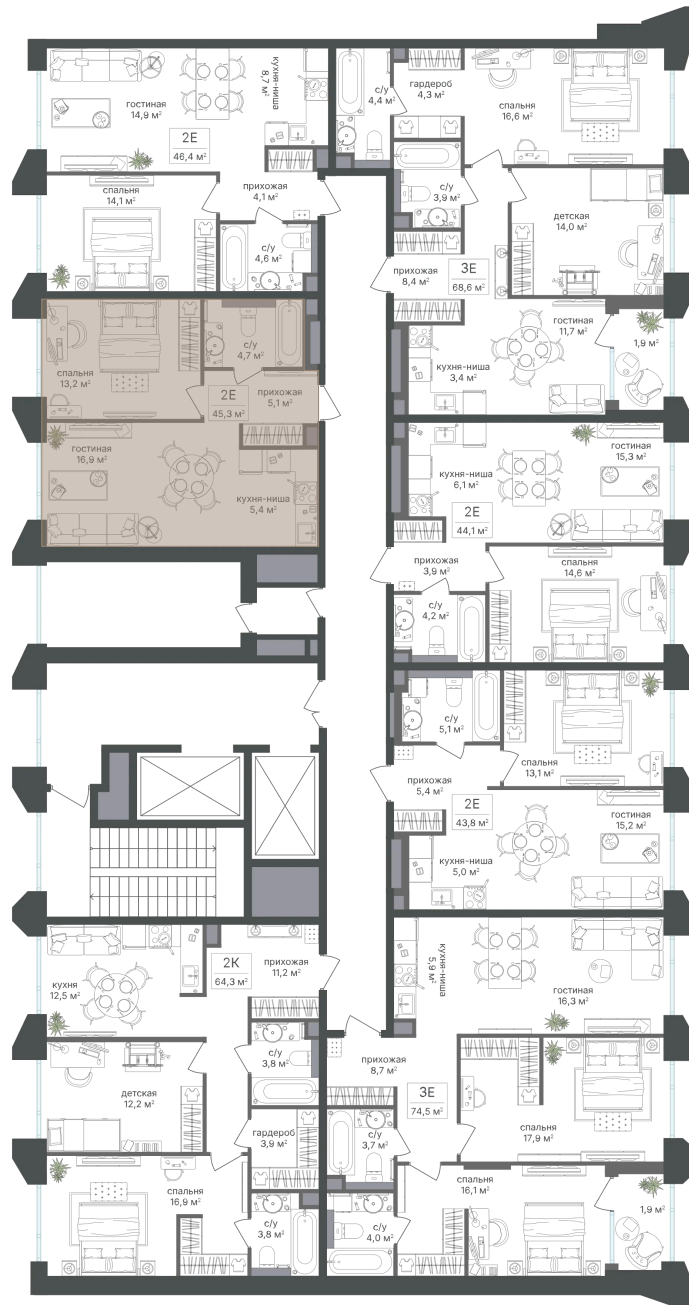 гостиная
14,9 м²
2Е
46,4 м²
кухня-ниша
8,7 м²
спальня
14,1 м²
прихожая
4,1 м²
с/у
4,6 м²
с/у
4,4 м²
гардероб
4,3 м²
спальня
16,6 м²
с/у
3,9 м²
детская
14,0 м²
прихожая
8,4 м²
3Е
68,6 м²
гостиная
11,7 м²
1,9 м²
кухня-ниша
3,4 м²
с/у
4,7 м²
спальня
13,2 м²
2Е
45,3 м²
прихожая
5,1 м²
гостиная
16,9 м²
кухня-ниша
5,4 м²
кухня-ниша
6,1 м²
гостиная
15,3 м²
2Е
44,1 м²
прихожая
3,9 м²
спальня
14,6 м²
с/у
4,2 м²
с/у
5,1 м²
спальня
13,1 м²
прихожая
5,4 м²
2Е
43,8 м²
гостиная
15,2 м²
кухня-ниша
5,0 м²
кухня
12,5 м²
2К
64,3 м²
прихожая
11,2 м²
с/у
3,8 м²
детская
12,2 м²
гардероб
3,9 м²
спальня
16,9 м²
с/у
3,8 м²
кухня-ниша
5,9 м²
гостиная
16,3 м²
прихожая
8,7 м²
3Е
74,5 м²
спальня
17,9 м²
с/у
3,7 м²
спальня
16,1 м²
1,9 м²
с/у
4,0 м²